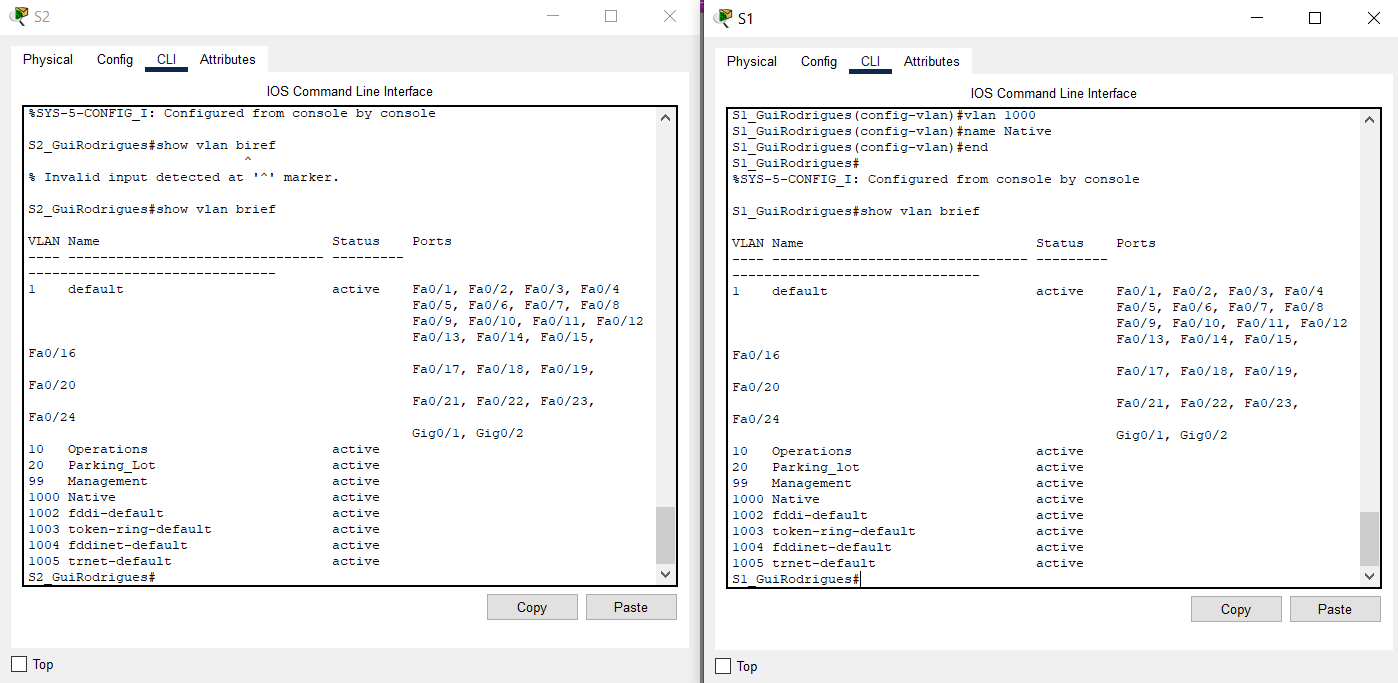 S2
Physical Config CLI Attributes
IOS Command Line Interface
%SYS-5-CONFIG_I: Configured from console by console
S2_GuiRodrigues#show vlan biref
^
% Invalid input detected at '^' marker.
S2_GuiRodrigues#show vlan brief
VLAN Name Status Ports
---- -------------------------------- ---------
-------------------------------
1 default active Fa0/1, Fa0/2, Fa0/3, Fa0/4
Fa0/5, Fa0/6, Fa0/7, Fa0/8
Fa0/9, Fa0/10, Fa0/11, Fa0/12
Fa0/13, Fa0/14, Fa0/15,
Fa0/16
Fa0/17, Fa0/18, Fa0/19,
Fa0/20
Fa0/21, Fa0/22, Fa0/23,
Fa0/24
Gig0/1, Gig0/2
10 Operations active
20 Parking_Lot active
99 Management active
1000 Native active
1002 fddi-default active
1003 token-ring-default active
1004 fddinet-default active
1005 trnet-default active
S2_GuiRodrigues#
Copy Paste
Top
S1
Physical Config CLI Attributes
IOS Command Line Interface
S1_GuiRodrigues(config-vlan)#vlan 1000
S1_GuiRodrigues(config-vlan)#name Native
S1_GuiRodrigues(config-vlan)#end
S1_GuiRodrigues#
%SYS-5-CONFIG_I: Configured from console by console
S1_GuiRodrigues#show vlan brief
VLAN Name Status Ports
---- -------------------------------- ---------
-------------------------------
1 default active Fa0/1, Fa0/2, Fa0/3, Fa0/4
Fa0/5, Fa0/6, Fa0/7, Fa0/8
Fa0/9, Fa0/10, Fa0/11, Fa0/12
Fa0/13, Fa0/14, Fa0/15,
Fa0/16
Fa0/17, Fa0/18, Fa0/19,
Fa0/20
Fa0/21, Fa0/22, Fa0/23,
Fa0/24
Gig0/1, Gig0/2
10 Operations active
20 Parking_lot active
99 Management active
1000 Native active
1002 fddi-default active
1003 token-ring-default active
1004 fddinet-default active
1005 trnet-default active
S1_GuiRodrigues#
Copy Paste
Top